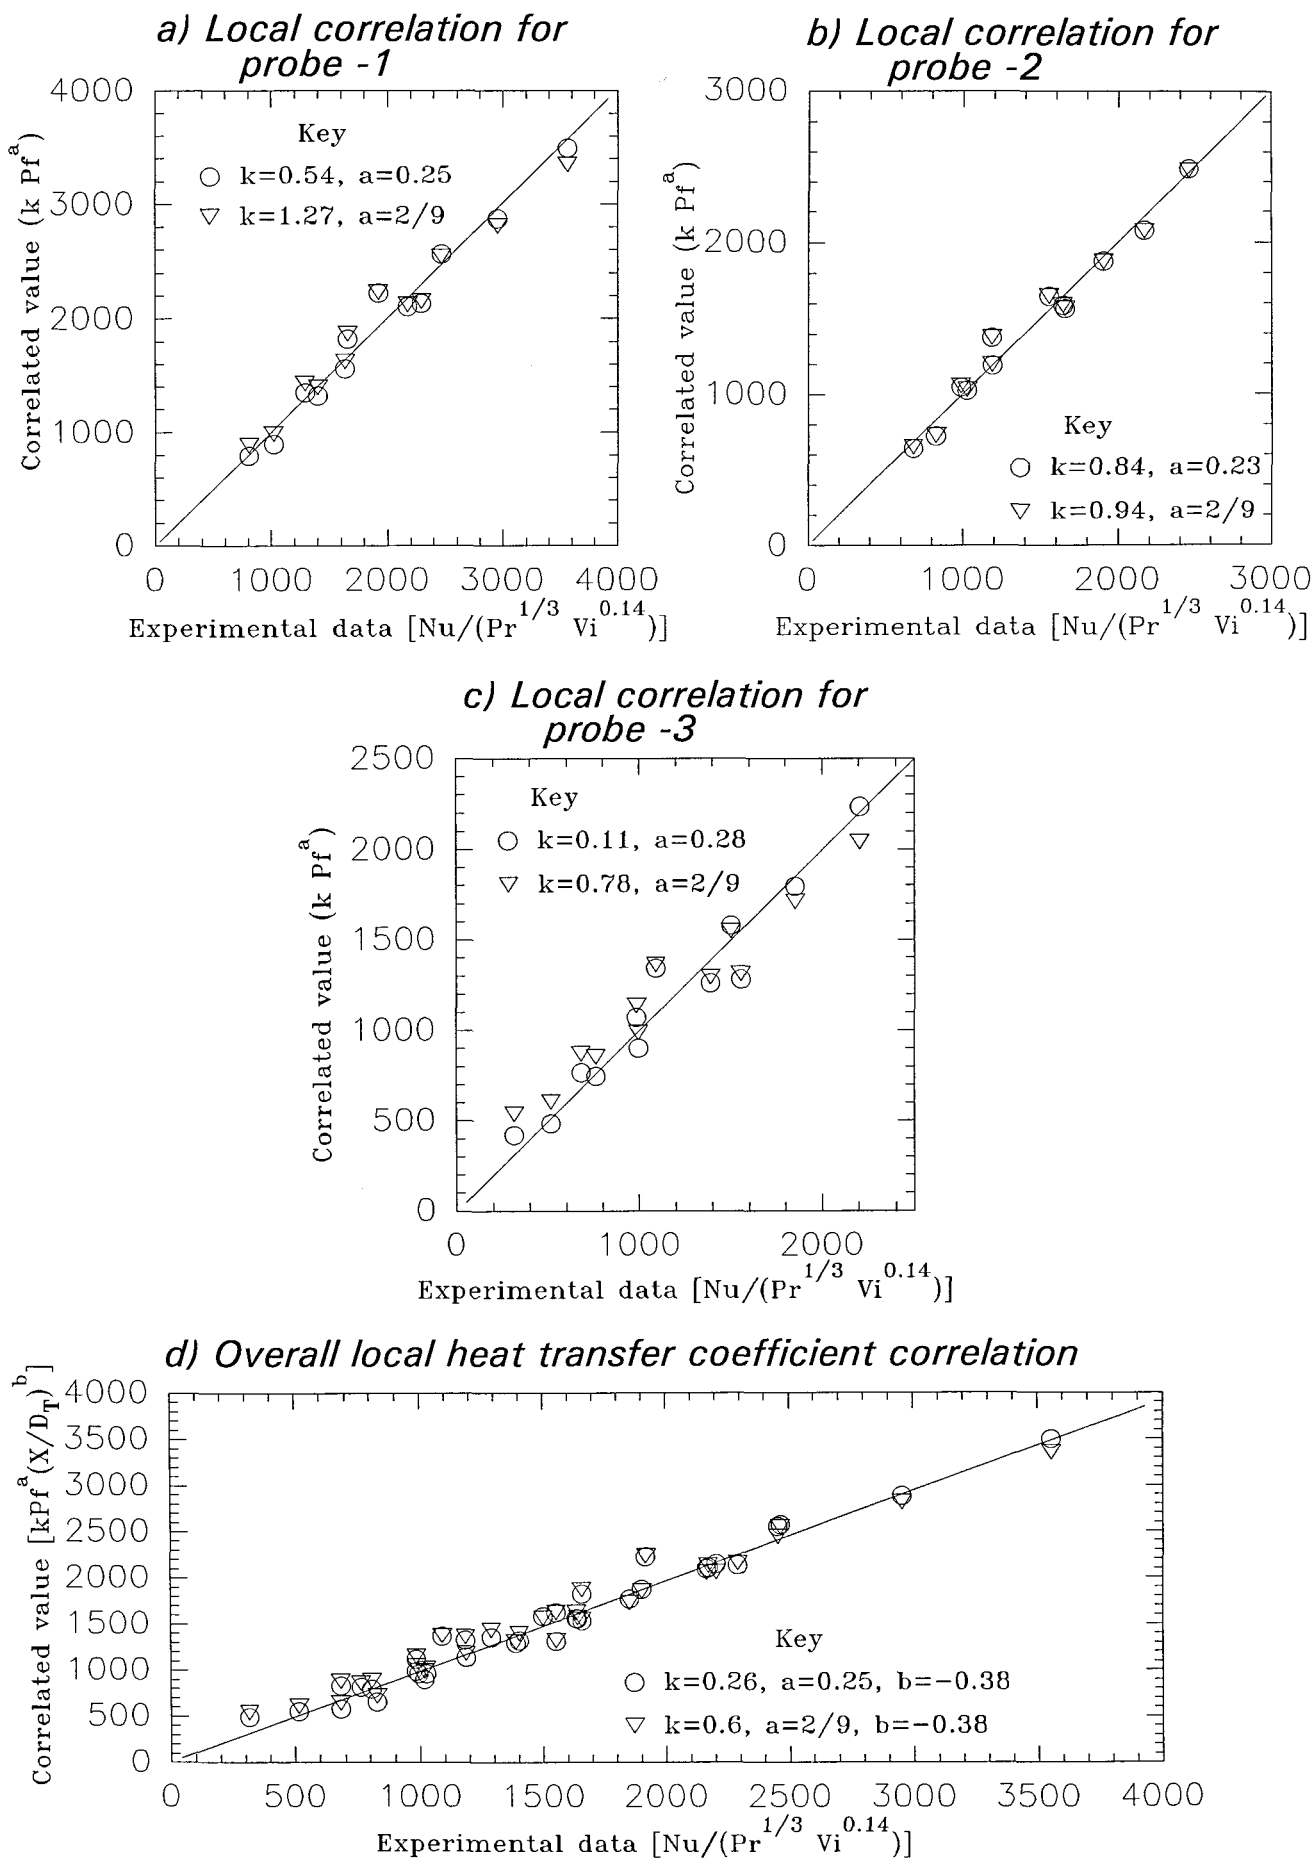 a) Local correlation for
probe -1
4000
3000
2000
1000
0
Correlated value (k Pf^a)
Key
k=0.54, a=0.25
k=1.27, a=2/9
0 1000 2000 3000 4000
Experimental data [Nu/(Pr^1/3 Vi^0.14)]
b) Local correlation for
probe -2
3000
2000
1000
0
Correlated value (k Pf^a)
Key
k=0.84, a=0.23
k=0.94, a=2/9
0 1000 2000 3000
Experimental data [Nu/(Pr^1/3 Vi^0.14)]
c) Local correlation for
probe -3
2500
2000
1500
1000
500
0
Correlated value (k Pf^a)
Key
k=0.11, a=0.28
k=0.78, a=2/9
0 1000 2000
Experimental data [Nu/(Pr^1/3 Vi^0.14)]
d) Overall local heat transfer coefficient correlation
4000
3500
3000
2500
2000
1500
1000
500
0
Correlated value [kPf^a(X/D_T)^b]
Key
k=0.26, a=0.25, b=−0.38
k=0.6, a=2/9, b=−0.38
0 500 1000 1500 2000 2500 3000 3500 4000
Experimental data [Nu/(Pr^1/3 Vi^0.14)]